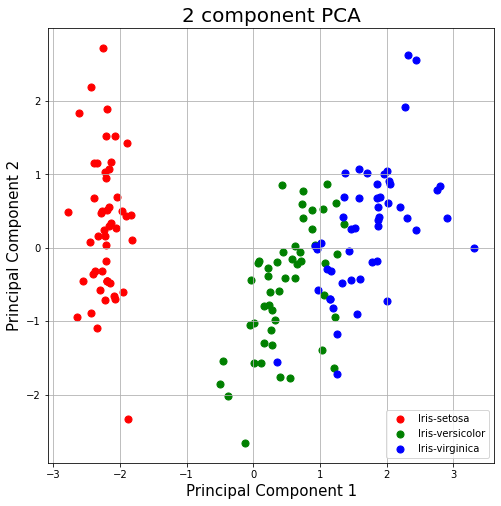 2 component PCA
Principal Component 2
2
1
0
−1
−2
−3
−2
−1
0
1
2
3
Principal Component 1
Iris-setosa
Iris-versicolor
Iris-virginica